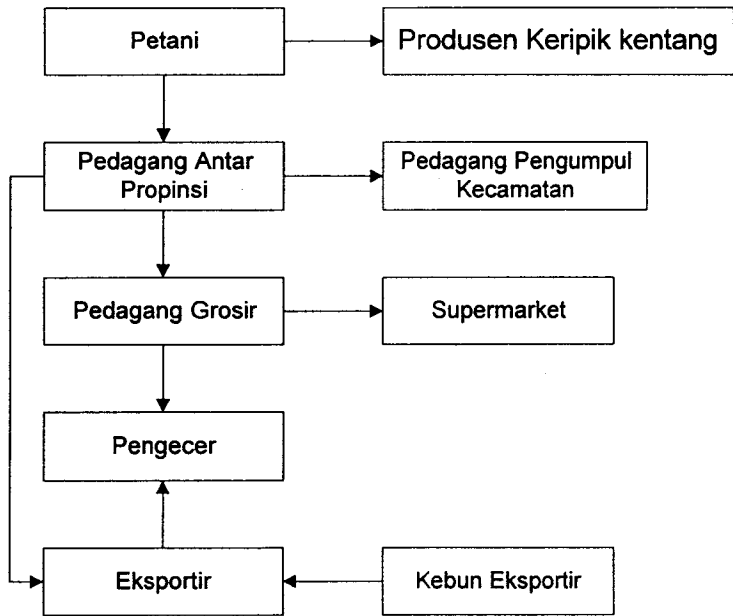 Petani
Produsen Keripik kentang
Pedagang Antar
Propinsi
Pedagang Pengumpul
Kecamatan
Pedagang Grosir
Supermarket
Pengecer
Eksportir
Kebun Eksportir